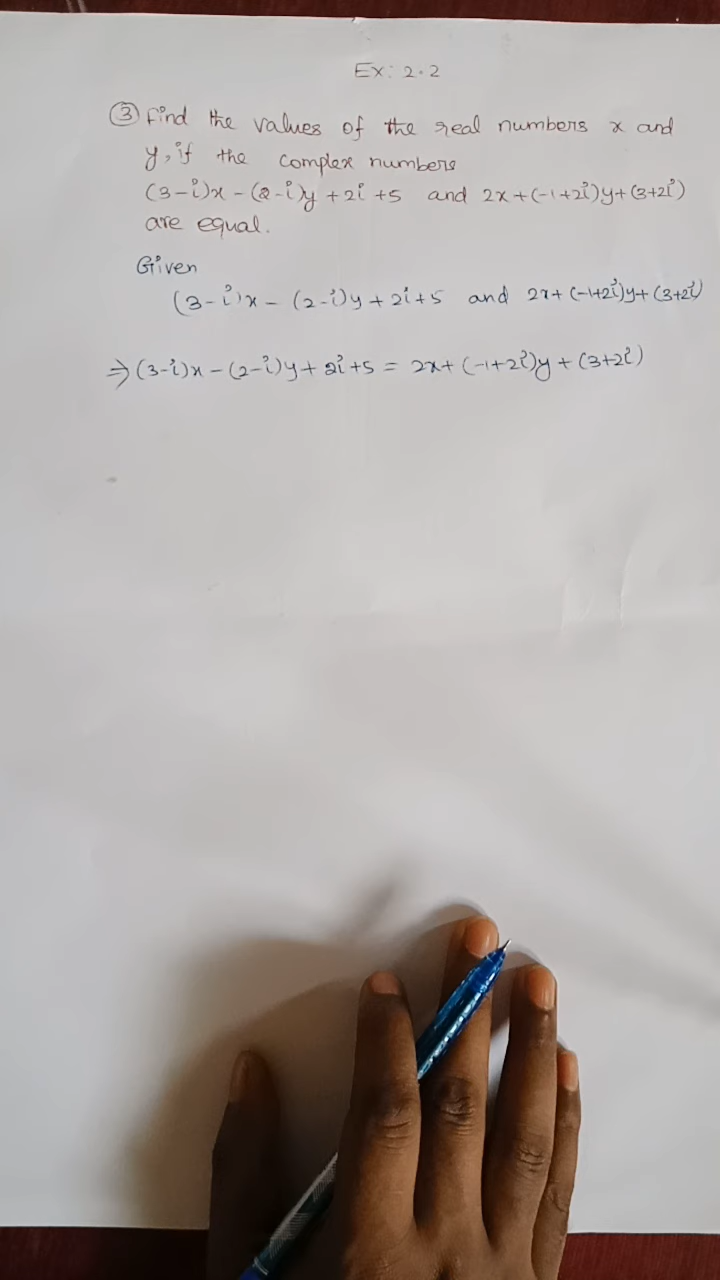 Ex: 2.2
③ Find the values of the real numbers x and
y, if the complex numbers
(3-i)x - (2-i)y + 2i + 5 and 2x + (-1+2i)y + (3+2i)
are equal.
Given
(3-i)x - (2-i)y + 2i + 5 and 2x + (-1+2i)y + (3+2i)
⇒ (3-i)x - (2-i)y + 2i + 5 = 2x + (-1+2i)y + (3+2i)